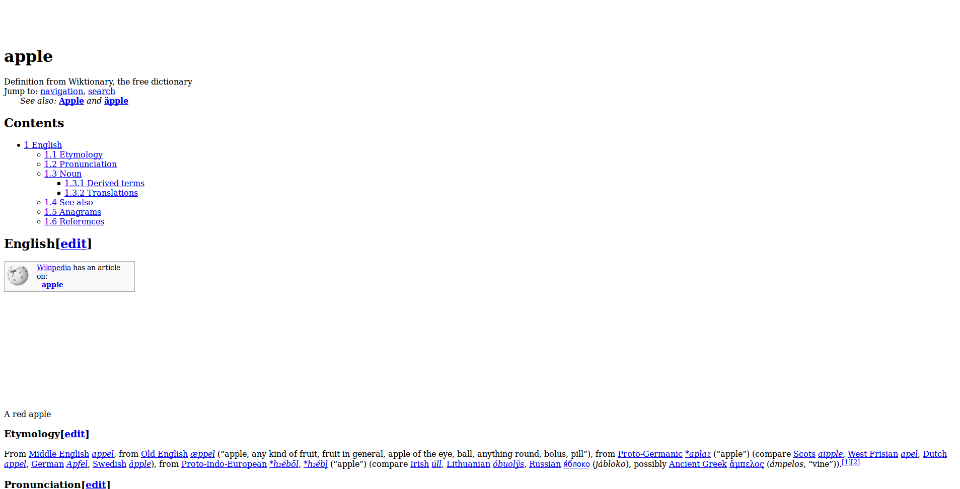 apple
Definition from Wiktionary, the free dictionary
Jump to: navigation, search
See also: Apple and äpple
Contents
1 English
1.1 Etymology
1.2 Pronunciation
1.3 Noun
1.3.1 Derived terms
1.3.2 Translations
1.4 See also
1.5 Anagrams
1.6 References
English[edit]
Wikipedia has an article
on:
apple
A red apple
Etymology[edit]
From Middle English appel, from Old English æppel (“apple, any kind of fruit, fruit in general, apple of the eye, ball, anything round, bolus, pill”), from Proto-Germanic *aplaz (“apple”) (compare Scots aipple, West Frisian apel, Dutch
appel, German Apfel, Swedish äpple), from Proto-Indo-European *h₂ébōl, *h₂ébl̥ (“apple”) (compare Irish úll, Lithuanian óbuolỹs, Russian я́блоко (jábloko), possibly Ancient Greek ἄμπελος (ámpelos, “vine”)).[1][2]
Pronunciation[edit]